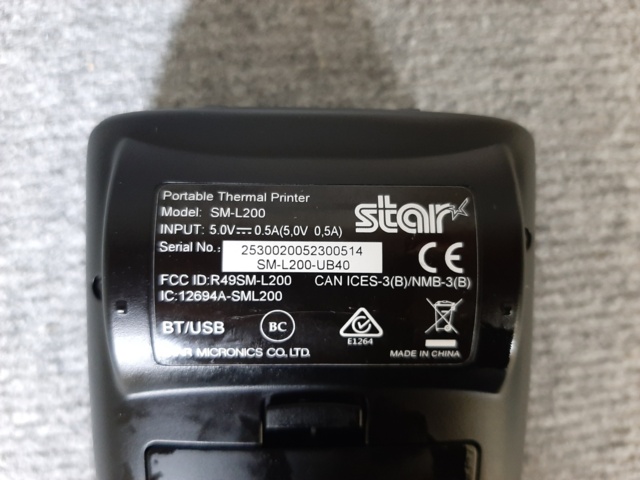 Portable Thermal Printer
Model: SM-L200
star
INPUT: 5.0V⎓0.5A(5,0V 0,5A)
Serial No.: 2530020052300514
SM-L200-UB40
CE
FCC ID:R49SM-L200 CAN ICES-3(B)/NMB-3(B)
IC:12694A-SML200
BT/USB
BC
E1264
STAR MICRONICS CO.,LTD.
MADE IN CHINA